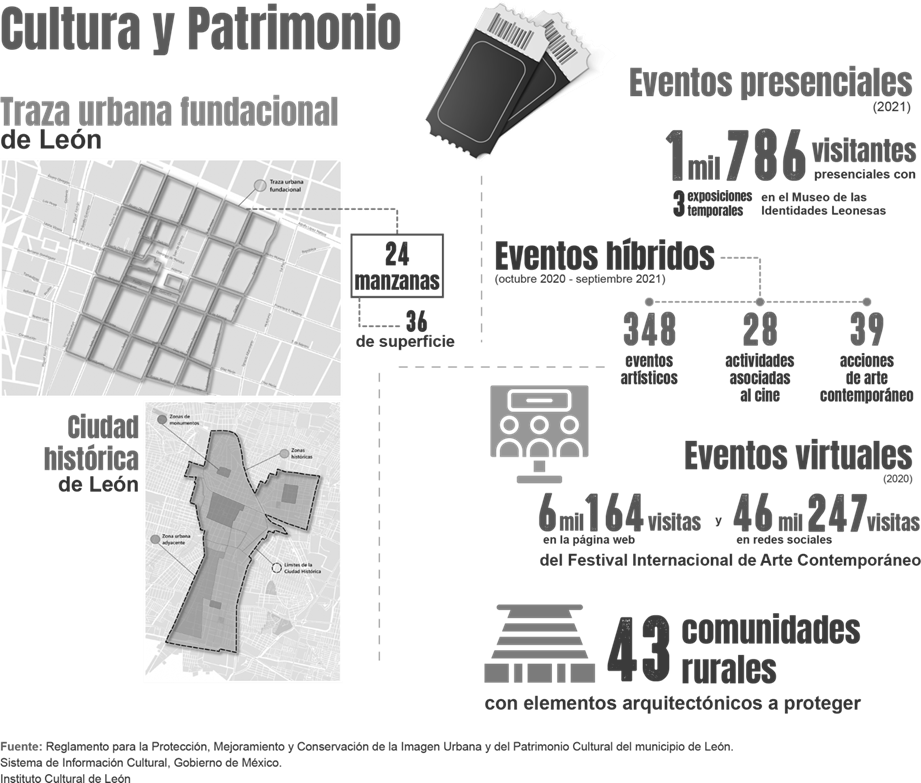 Cultura y Patrimonio
Traza urbana fundacional
de León
Traza urbana
fundacional
24
manzanas
36
de superficie
Ciudad
histórica
de León
Zonas de
monumentos
Zonas
históricas
Zona urbana
adyacente
Límites de la
Ciudad Histórica
Eventos presenciales
(2021)
1 mil 786 visitantes
presenciales con
3 exposiciones
temporales
en el Museo de las
Identidades Leonesas
Eventos híbridos
(octubre 2020 - septiembre 2021)
348
eventos
artísticos
28
actividades
asociadas
al cine
39
acciones
de arte
contemporáneo
Eventos virtuales
(2020)
6 mil 164 visitas y 46 mil 247 visitas
en la página web
en redes sociales
del Festival Internacional de Arte Contemporáneo
43 comunidades
rurales
con elementos arquitectónicos a proteger
Fuente: Reglamento para la Protección, Mejoramiento y Conservación de la Imagen Urbana y del Patrimonio Cultural del municipio de León.
Sistema de Información Cultural, Gobierno de México.
Instituto Cultural de León